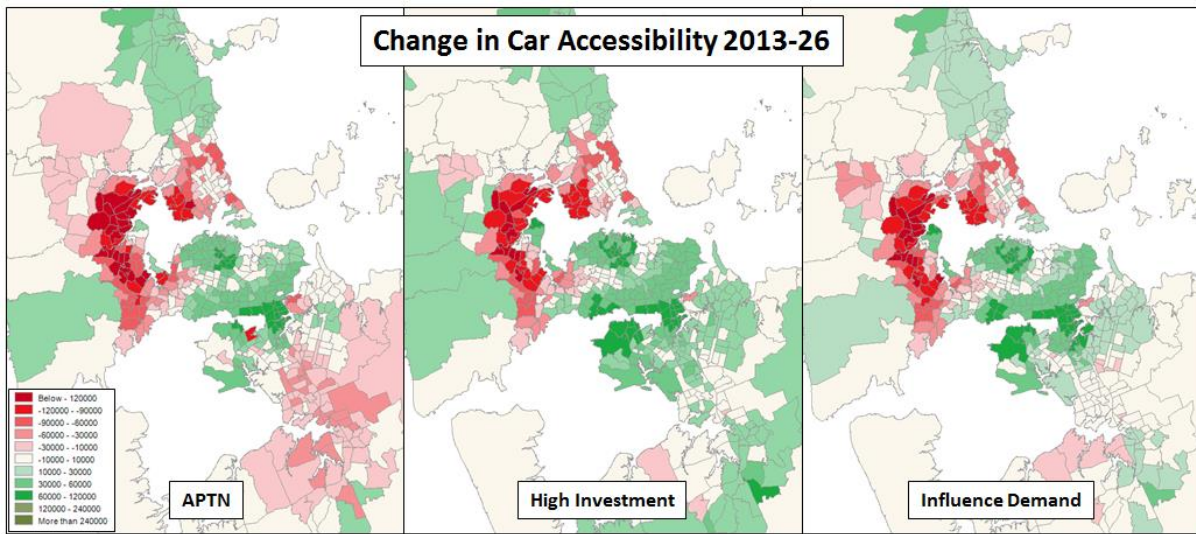 Change in Car Accessibility 2013-26
Below - 120000
-120000 - -90000
-90000 - -60000
-60000 - -30000
-30000 - -10000
-10000 - 10000
10000 - 30000
30000 - 60000
60000 - 120000
120000 - 240000
More than 240000
APTN
High Investment
Influence Demand